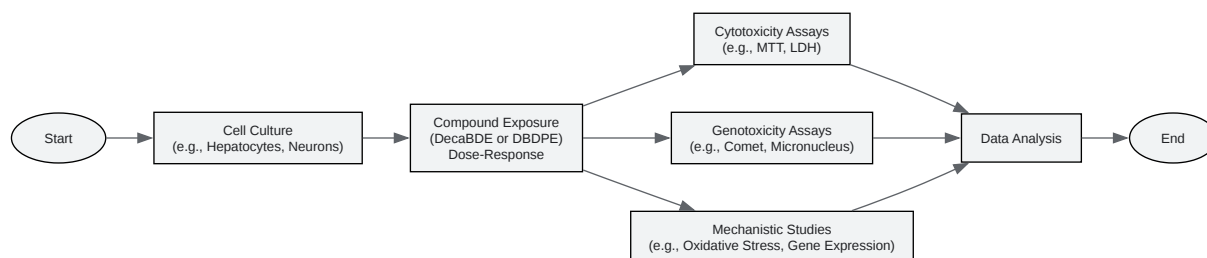 Start
Cell Culture
(e.g., Hepatocytes, Neurons)
Compound Exposure
(DecaBDE or DBDPE)
Dose-Response
Cytotoxicity Assays
(e.g., MTT, LDH)
Genotoxicity Assays
(e.g., Comet, Micronucleus)
Mechanistic Studies
(e.g., Oxidative Stress, Gene Expression)
Data Analysis
End